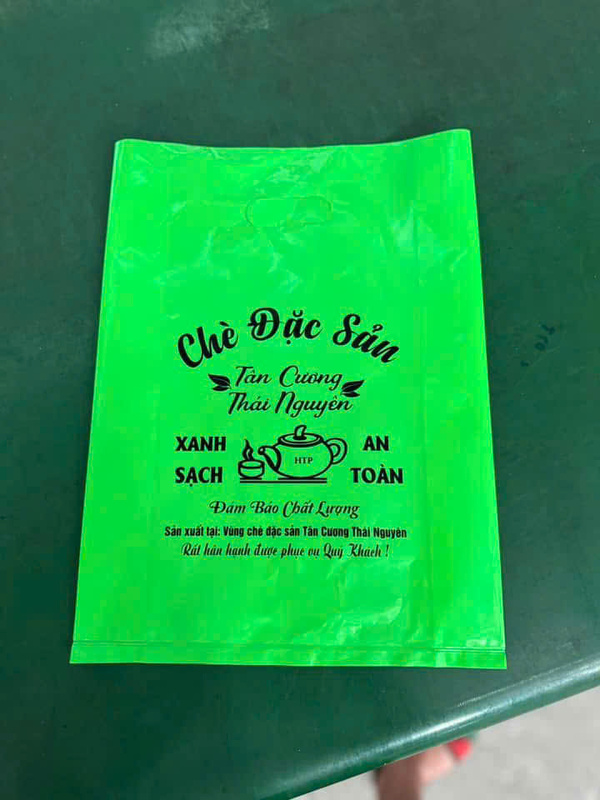 Chè Đặc Sản
Tân Cương
Thái Nguyên
XANH
SẠCH
HTP
AN
TOÀN
Đảm Bảo Chất Lượng
Sản xuất tại: Vùng chè đặc sản Tân Cương Thái Nguyên
Rất hân hạnh được phục vụ Quý Khách !